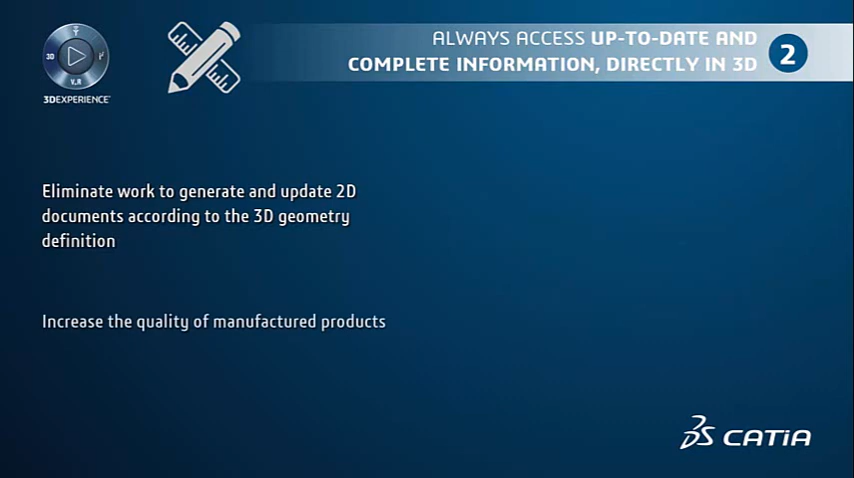 ALWAYS ACCESS UP-TO-DATE AND
COMPLETE INFORMATION, DIRECTLY IN 3D
2
3D
V.R
3DEXPERIENCE
Eliminate work to generate and update 2D
documents according to the 3D geometry
definition
Increase the quality of manufactured products
CATIA